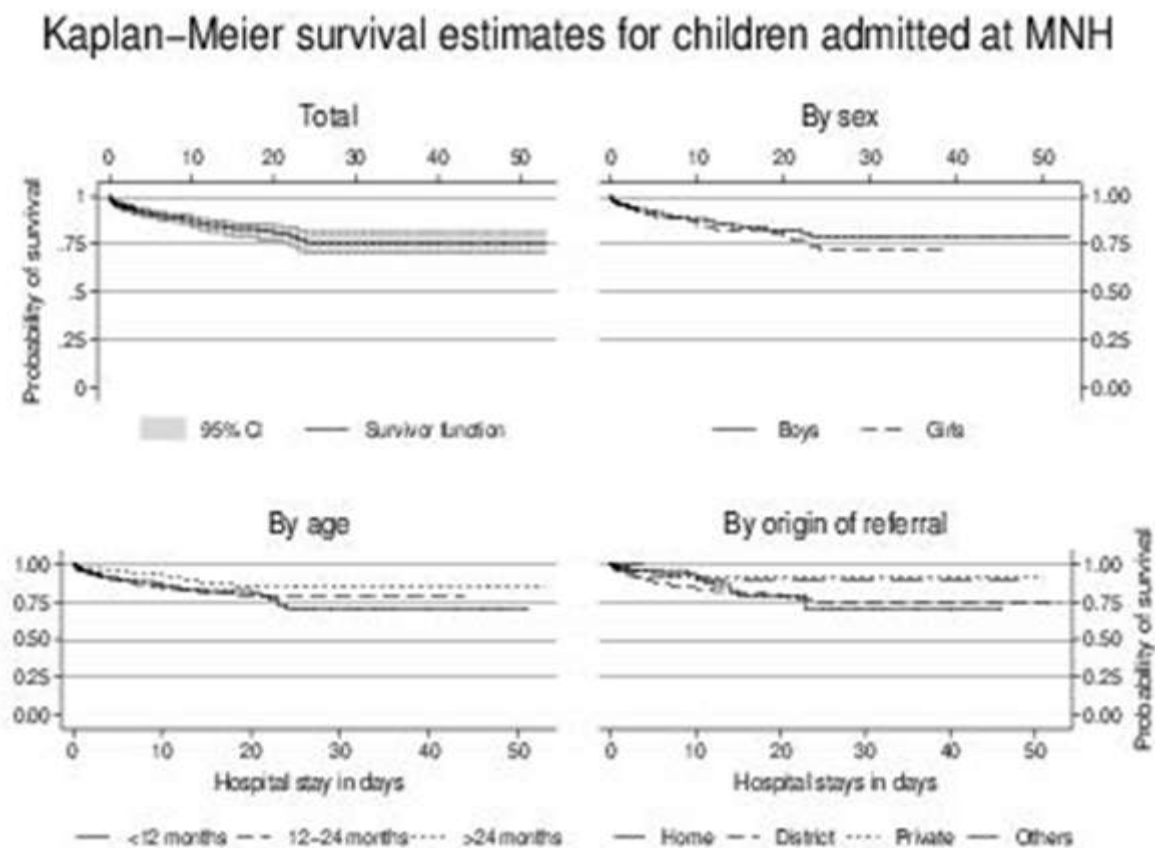 Kaplan–Meier survival estimates for children admitted at MNH
Total
0 10 20 30 40 50
Probability of survival
1
.75
.5
.25
0
95% CI Survivor function
By sex
0 10 20 30 40 50
1.00
0.75
0.50
0.25
0.00
Boys Girls
By age
1.00
0.75
0.50
0.25
0.00
0 10 20 30 40 50
Hospital stay in days
<12 months 12–24 months >24 months
By origin of referral
1.00
0.75
0.50
0.25
0.00
Probability of survival
0 10 20 30 40 50
Hospital stays in days
Home District Private Others